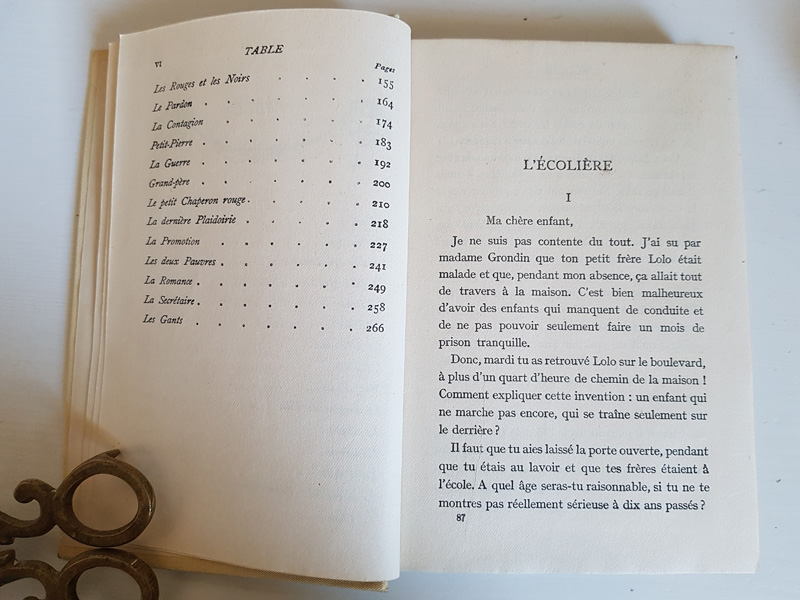 VI
TABLE
Pages
Les Rouges et les Noirs . . . . 155
Le Pardon . . . . . . . 164
La Contagion . . . . . . 174
Petit-Pierre . . . . . . . 183
La Guerre . . . . . . . 192
Grand-père . . . . . . . 200
Le petit Chaperon rouge . . . . . 210
La dernière Plaidoirie . . . . . 218
La Promotion . . . . . . 227
Les deux Pauvres . . . . . . 241
La Romance . . . . . . . 249
La Secrétaire . . . . . . . 258
Les Gants . . . . . . . 266
L'ÉCOLIÈRE
I
Ma chère enfant,
Je ne suis pas contente du tout. J'ai su par
madame Grondin que ton petit frère Lolo était
malade et que, pendant mon absence, ça allait tout
de travers à la maison. C'est bien malheureux
d'avoir des enfants qui manquent de conduite et
de ne pas pouvoir seulement faire un mois de
prison tranquille.
Donc, mardi tu as retrouvé Lolo sur le boulevard,
à plus d'un quart d'heure de chemin de la maison !
Comment expliquer cette invention : un enfant qui
ne marche pas encore, qui se traîne seulement sur
le derrière ?
Il faut que tu aies laissé la porte ouverte, pendant
que tu étais au lavoir et que tes frères étaient à
l'école. A quel âge seras-tu raisonnable, si tu ne te
montres pas réellement sérieuse à dix ans passés ?
87